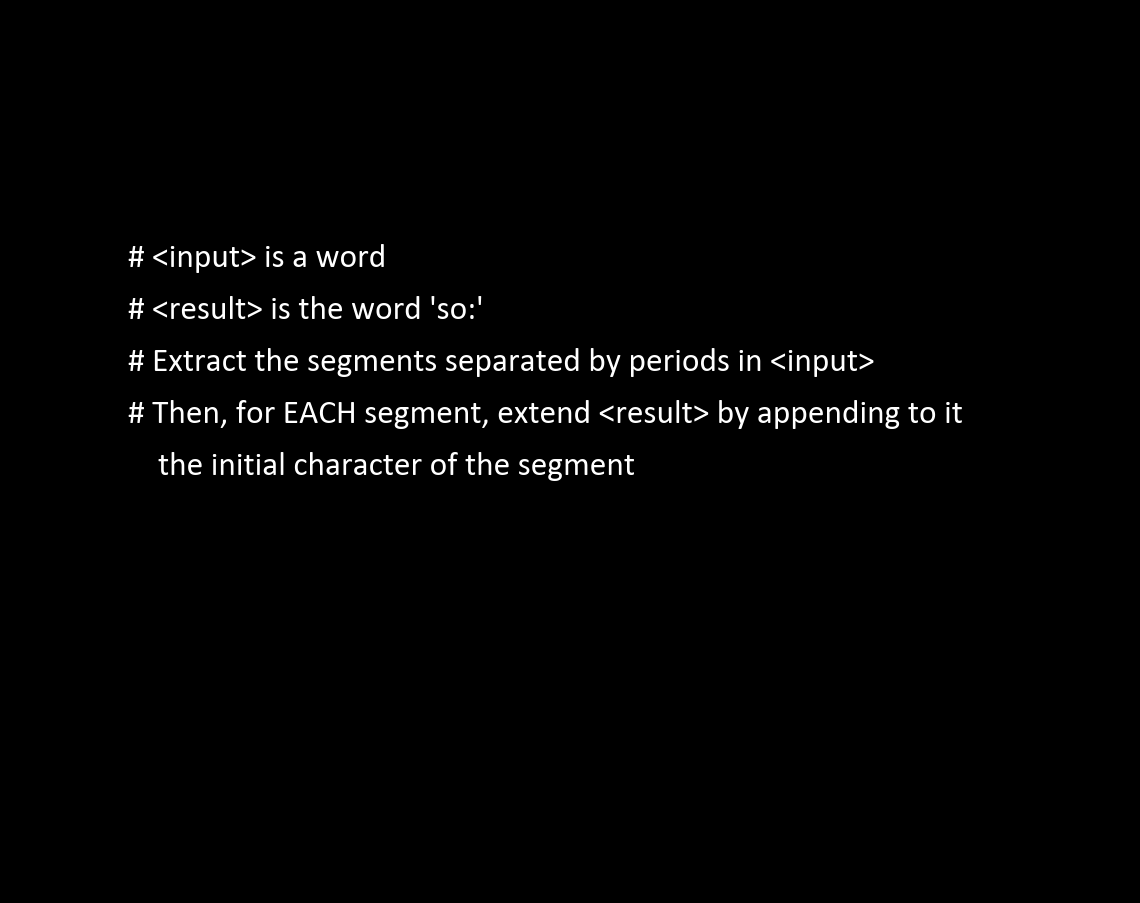 # <input> is a word
# <result> is the word 'so:'
# Extract the segments separated by periods in <input>
# Then, for EACH segment, extend <result> by appending to it
the initial character of the segment